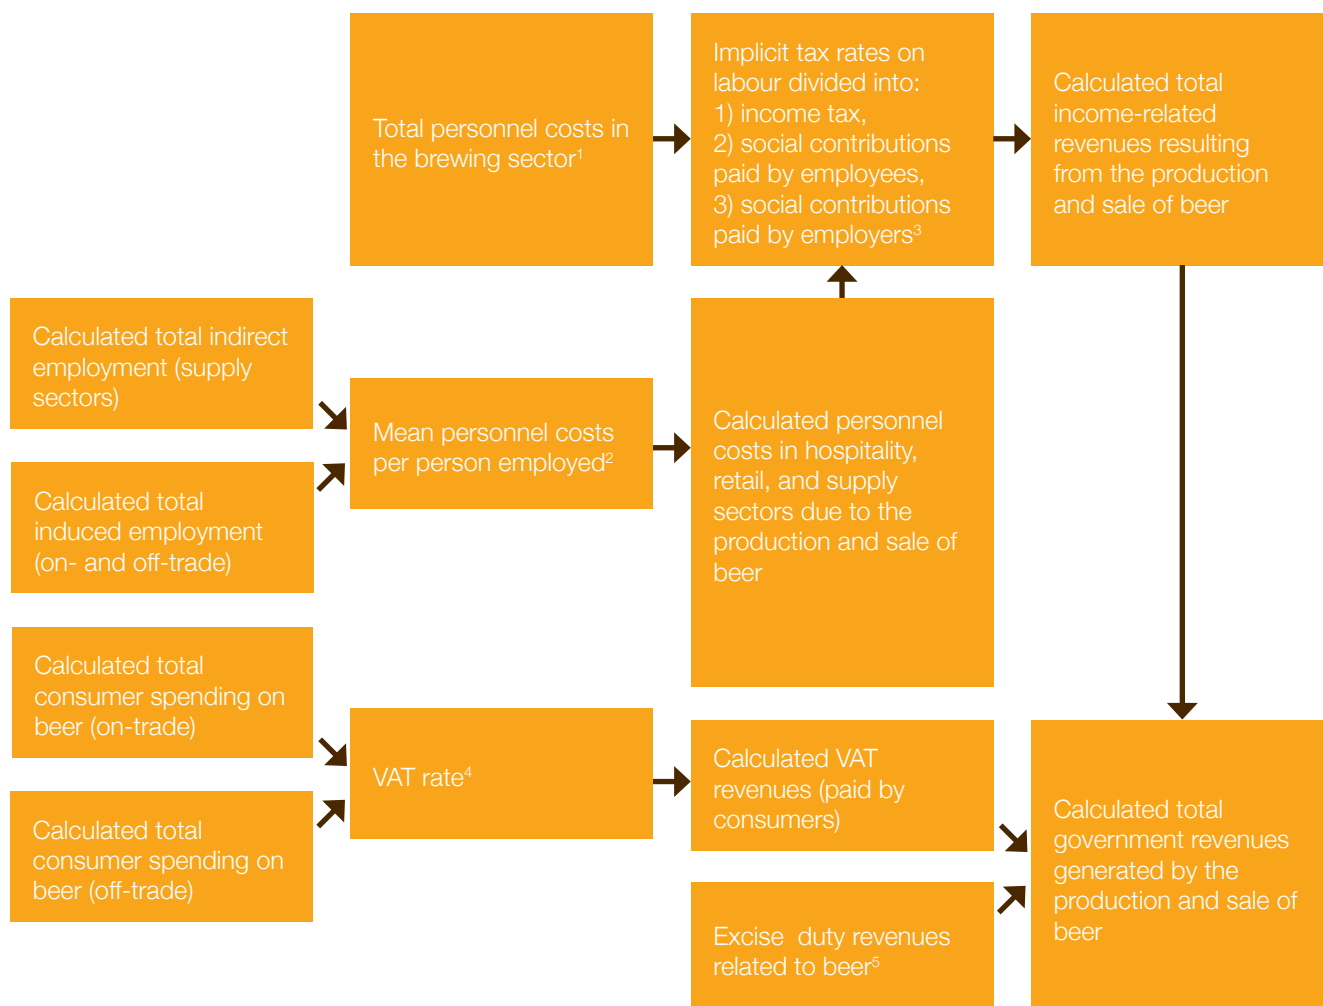 Total personnel costs in
the brewing sector¹
Implicit tax rates on
labour divided into:
1) income tax,
2) social contributions
paid by employees,
3) social contributions
paid by employers³
Calculated total
income-related
revenues resulting
from the production
and sale of beer
Calculated total indirect
employment (supply
sectors)
Calculated total
induced employment
(on- and off-trade)
Mean personnel costs
per person employed²
Calculated personnel
costs in hospitality,
retail, and supply
sectors due to the
production and sale of
beer
Calculated total
consumer spending on
beer (on-trade)
Calculated total
consumer spending on
beer (off-trade)
VAT rate⁴
Calculated VAT
revenues (paid by
consumers)
Excise duty revenues
related to beer⁵
Calculated total
government revenues
generated by the
production and sale of
beer